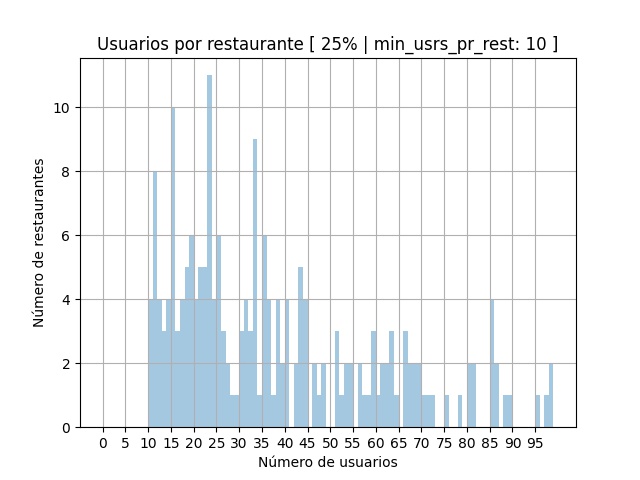 Usuarios por restaurante [ 25% | min_usrs_pr_rest: 10 ]
Número de restaurantes
10
8
6
4
2
0
0 5 10 15 20 25 30 35 40 45 50 55 60 65 70 75 80 85 90 95
Número de usuarios